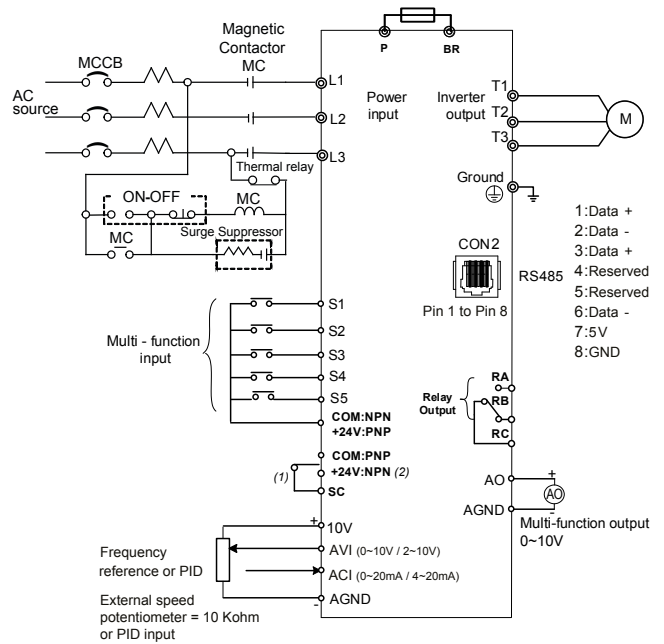 Magnetic
Contactor
MC
MCCB
AC
source
P
BR
L1
L2
L3
Power
input
Inverter
output
T1
T2
T3
M
Thermal relay
Ground
ON-OFF
MC
MC
Surge Suppressor
CON2
RS485
Pin 1 to Pin 8
1:Data +
2:Data -
3:Data +
4:Reserved
5:Reserved
6:Data -
7:5V
8:GND
Multi - function
input
S1
S2
S3
S4
S5
COM:NPN
+24V:PNP
COM:PNP
(1)
+24V:NPN (2)
SC
Relay
Output
RA
RB
RC
AO
+
AO
-
AGND
Multi-function output
0~10V
+
10V
Frequency
reference or PID
AVI (0~10V / 2~10V)
ACI (0~20mA / 4~20mA)
-
AGND
External speed
potentiometer = 10 Kohm
or PID input